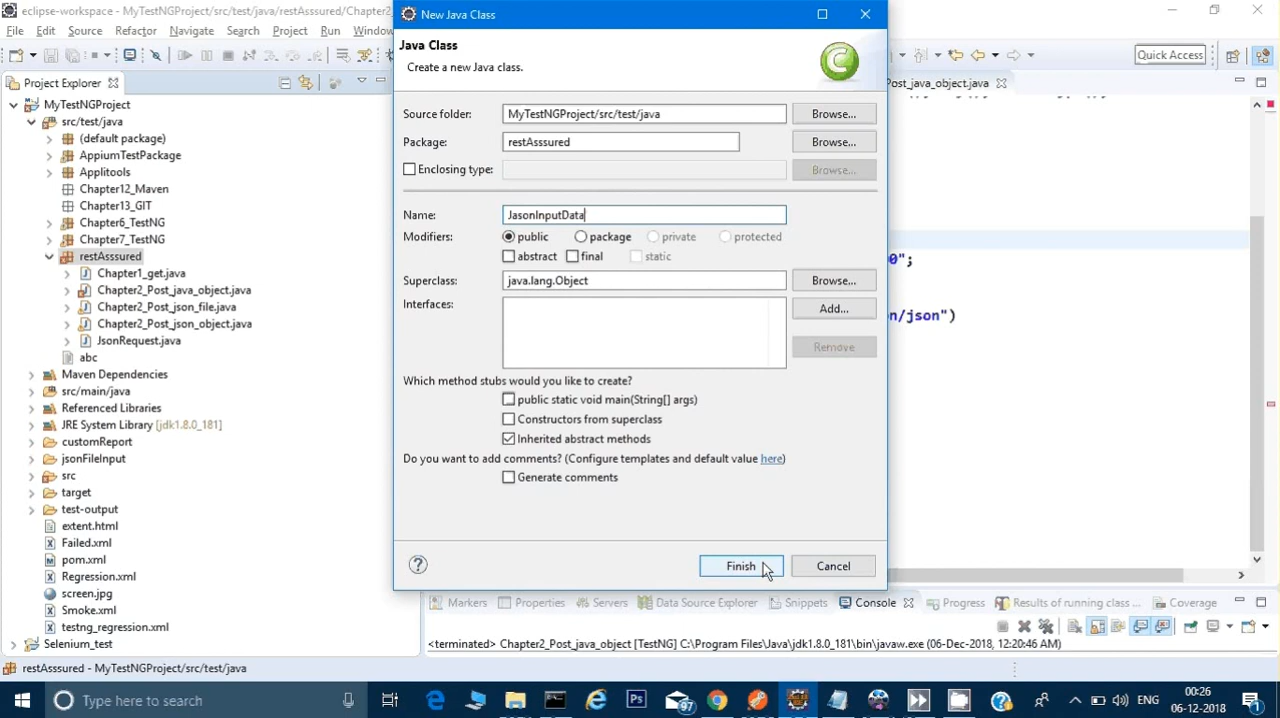 eclipse-workspace - MyTestNGProject/src/test/java/restAsssured/Chapter2
New Java Class
File Edit Source Refactor Navigate Search Project Run Window
Java Class
Create a new Java class.
Quick Access
Project Explorer
Post_java_object.java
MyTestNGProject
src/test/java
(default package)
AppiumTestPackage
Applitools
Chapter12_Maven
Chapter13_GIT
Chapter6_TestNG
Chapter7_TestNG
restAsssured
Chapter1_get.java
Chapter2_Post_java_object.java
Chapter2_Post_json_file.java
Chapter2_Post_json_object.java
JsonRequest.java
abc
Maven Dependencies
src/main/java
Referenced Libraries
JRE System Library [jdk1.8.0_181]
customReport
jsonFileInput
src
target
test-output
extent.html
Failed.xml
pom.xml
Regression.xml
screen.jpg
Smoke.xml
testng_regression.xml
Selenium_test
Source folder: MyTestNGProject/src/test/java Browse...
Package: restAsssured Browse...
Enclosing type: Browse...
Name: JasonInputData
Modifiers: public package private protected
abstract final static
Superclass: java.lang.Object Browse...
Interfaces: Add...
Remove
Which method stubs would you like to create?
public static void main(String[] args)
Constructors from superclass
Inherited abstract methods
Do you want to add comments? (Configure templates and default value here)
Generate comments
? Finish Cancel
0";
n/json")
Markers Properties Servers Data Source Explorer Snippets Console Progress Results of running class ... Coverage
<terminated> Chapter2_Post_java_object [TestNG] C:\Program Files\Java\jdk1.8.0_181\bin\javaw.exe (06-Dec-2018, 12:20:46 AM)
restAsssured - MyTestNGProject/src/test/java
Type here to search
97
ENG
00:26
06-12-2018
1